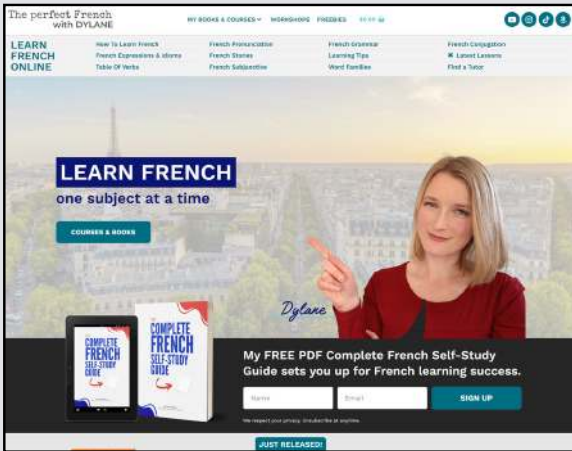 The perfect French
with DYLANE
MY BOOKS & COURSES
WORKSHOPS
FREEBIES
LEARN
FRENCH
ONLINE
How To Learn French
French Expressions & Idioms
Table Of Verbs
French Pronunciation
French Stories
French Subjunctive
French Grammar
Learning Tips
Word Families
French Conjugation
Latest Lessons
Find a Tutor
LEARN FRENCH
one subject at a time
COURSES & BOOKS
Dylane
COMPLETE
FRENCH
SELF-STUDY
GUIDE
COMPLETE
FRENCH
SELF-STUDY
GUIDE
My FREE PDF Complete French Self-Study
Guide sets you up for French learning success.
Name
Email
SIGN UP
We respect your privacy. Unsubscribe at anytime.
JUST RELEASED!